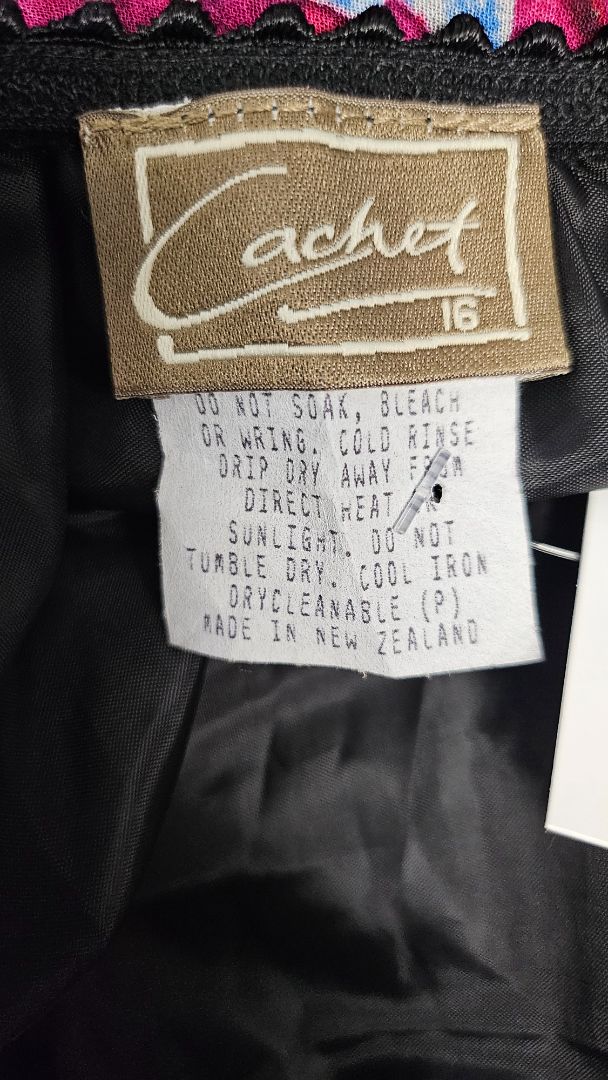 Cachet
16
DO NOT SOAK, BLEACH
OR WRING. COLD RINSE
DRIP DRY AWAY FROM
DIRECT HEAT OR
SUNLIGHT. DO NOT
TUMBLE DRY. COOL IRON
DRYCLEANABLE (P)
MADE IN NEW ZEALAND